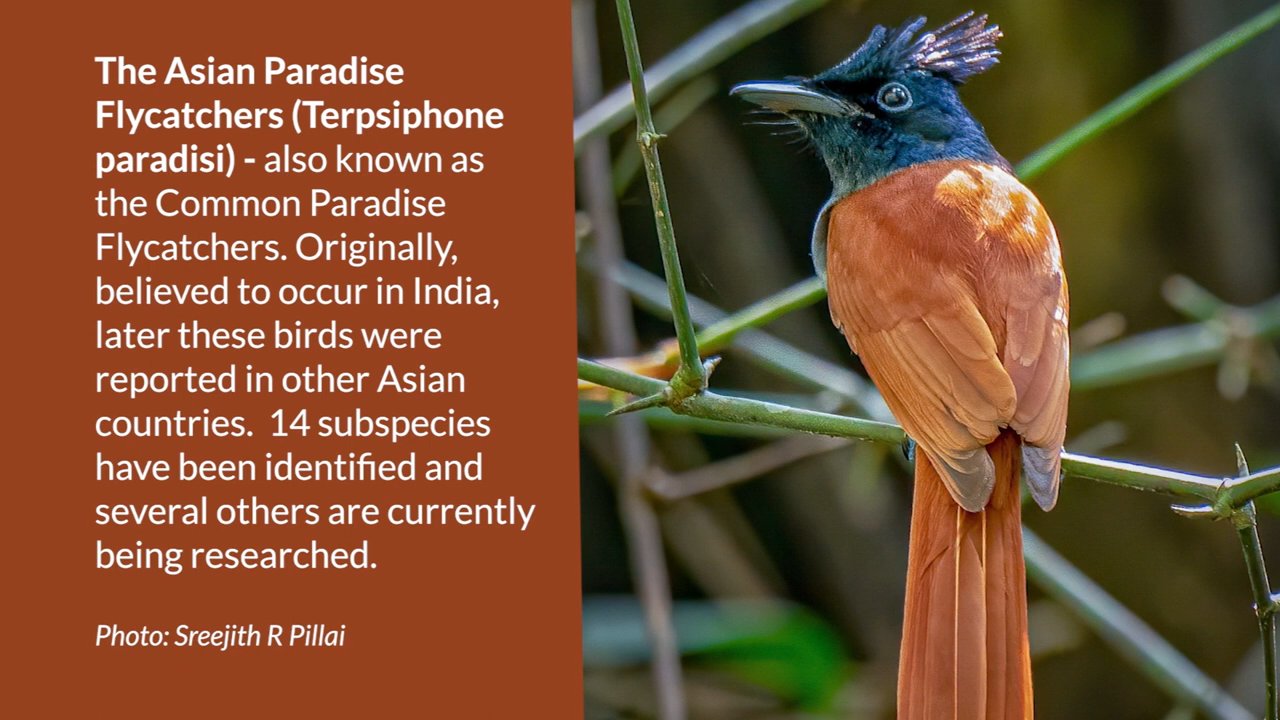 The Asian Paradise
Flycatchers (Terpsiphone
paradisi) - also known as
the Common Paradise
Flycatchers. Originally,
believed to occur in India,
later these birds were
reported in other Asian
countries.  14 subspecies
have been identified and
several others are currently
being researched.
Photo: Sreejith R Pillai